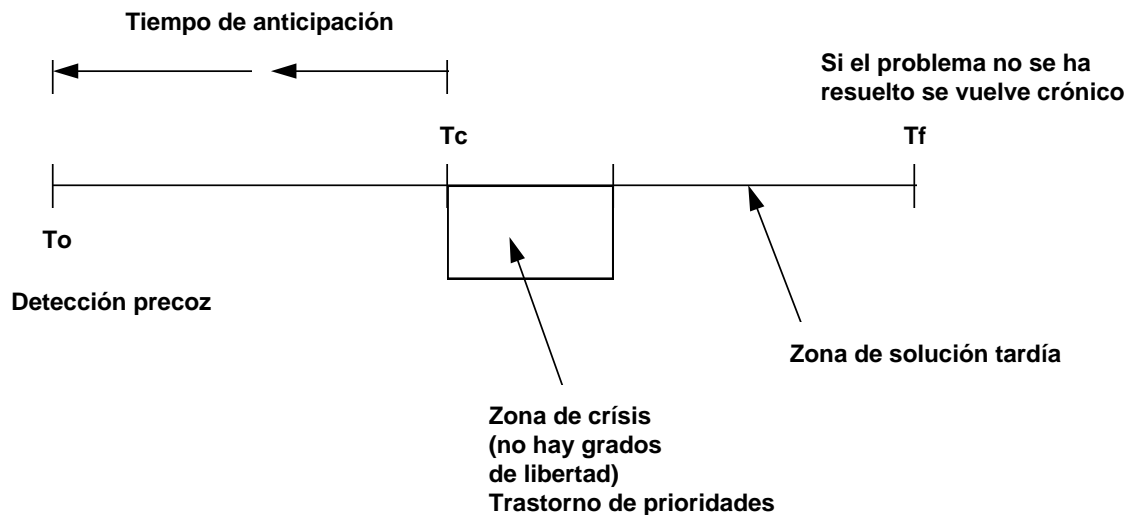 Tiempo de anticipación
Si el problema no se ha
resuelto se vuelve crónico
Tc
Tf
To
Detección precoz
Zona de solución tardía
Zona de crísis
(no hay grados
de libertad)
Trastorno de prioridades